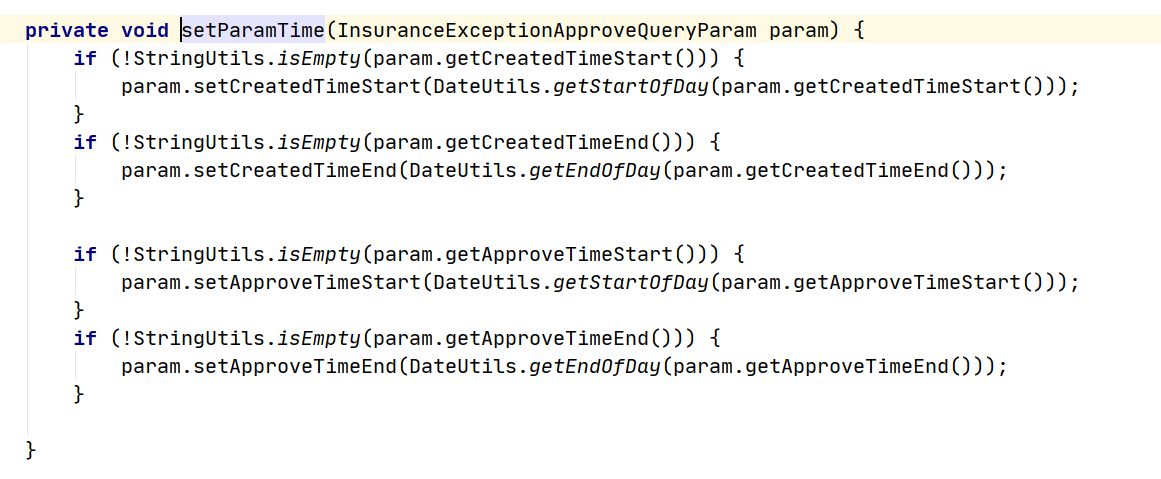 private void setParamTime(InsuranceExceptionApproveQueryParam param) {
if (!StringUtils.isEmpty(param.getCreatedTimeStart())) {
param.setCreatedTimeStart(DateUtils.getStartOfDay(param.getCreatedTimeStart()));
}
if (!StringUtils.isEmpty(param.getCreatedTimeEnd())) {
param.setCreatedTimeEnd(DateUtils.getEndOfDay(param.getCreatedTimeEnd()));
}
if (!StringUtils.isEmpty(param.getApproveTimeStart())) {
param.setApproveTimeStart(DateUtils.getStartOfDay(param.getApproveTimeStart()));
}
if (!StringUtils.isEmpty(param.getApproveTimeEnd())) {
param.setApproveTimeEnd(DateUtils.getEndOfDay(param.getApproveTimeEnd()));
}
}